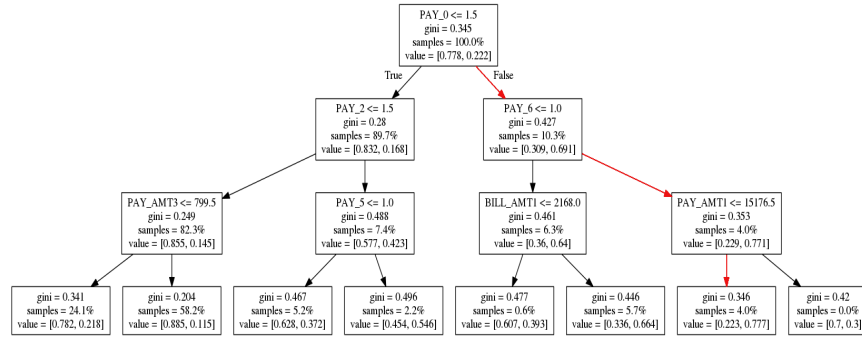 PAY_0 <= 1.5
gini = 0.345
samples = 100.0%
value = [0.778, 0.222]
True
False
PAY_2 <= 1.5
gini = 0.28
samples = 89.7%
value = [0.832, 0.168]
PAY_6 <= 1.0
gini = 0.427
samples = 10.3%
value = [0.309, 0.691]
PAY_AMT3 <= 799.5
gini = 0.249
samples = 82.3%
value = [0.855, 0.145]
PAY_5 <= 1.0
gini = 0.488
samples = 7.4%
value = [0.577, 0.423]
BILL_AMT1 <= 2168.0
gini = 0.461
samples = 6.3%
value = [0.36, 0.64]
PAY_AMT1 <= 15176.5
gini = 0.353
samples = 4.0%
value = [0.229, 0.771]
gini = 0.341
samples = 24.1%
value = [0.782, 0.218]
gini = 0.204
samples = 58.2%
value = [0.885, 0.115]
gini = 0.467
samples = 5.2%
value = [0.628, 0.372]
gini = 0.496
samples = 2.2%
value = [0.454, 0.546]
gini = 0.477
samples = 0.6%
value = [0.607, 0.393]
gini = 0.446
samples = 5.7%
value = [0.336, 0.664]
gini = 0.346
samples = 4.0%
value = [0.223, 0.777]
gini = 0.42
samples = 0.0%
value = [0.7, 0.3]